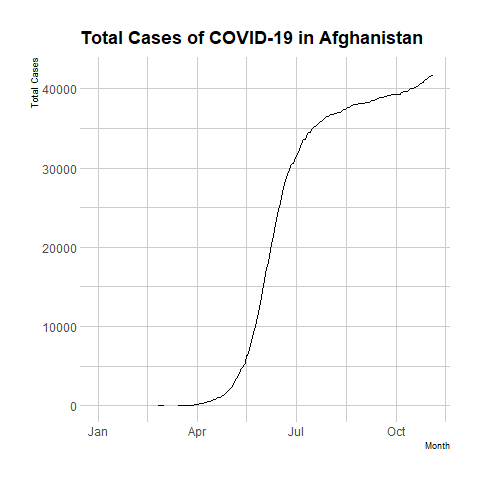 Total Cases of COVID-19 in Afghanistan
Total Cases
40000
30000
20000
10000
0
Jan Apr Jul Oct
Month